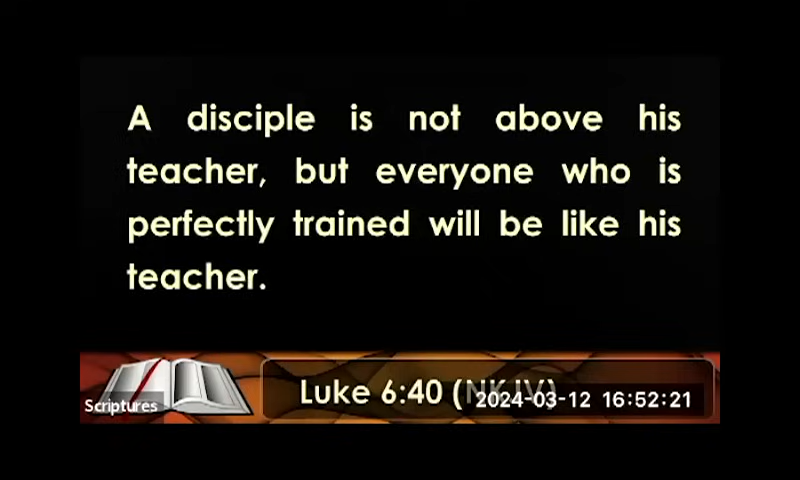 A disciple is not above his
teacher, but everyone who is
perfectly trained will be like his
teacher.
Luke 6:40 (NKJV)
2024-03-12 16:52:21
Scriptures